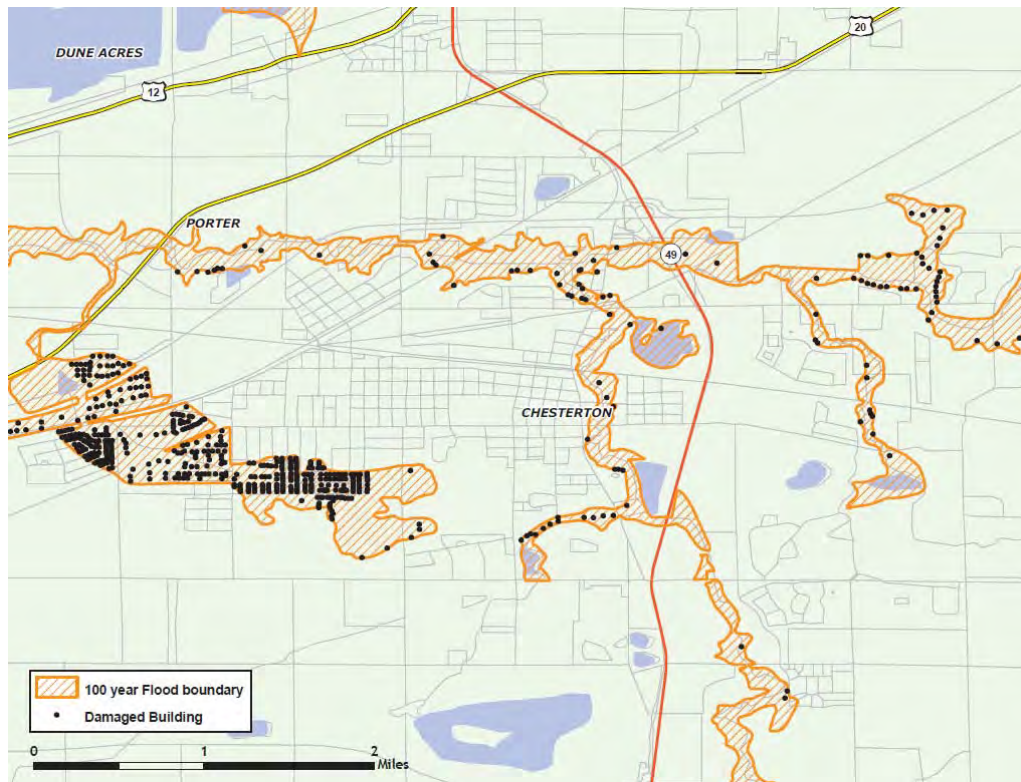 DUNE ACRES
20
12
PORTER
49
CHESTERTON
100 year Flood boundary
Damaged Building
0 1 2
Miles